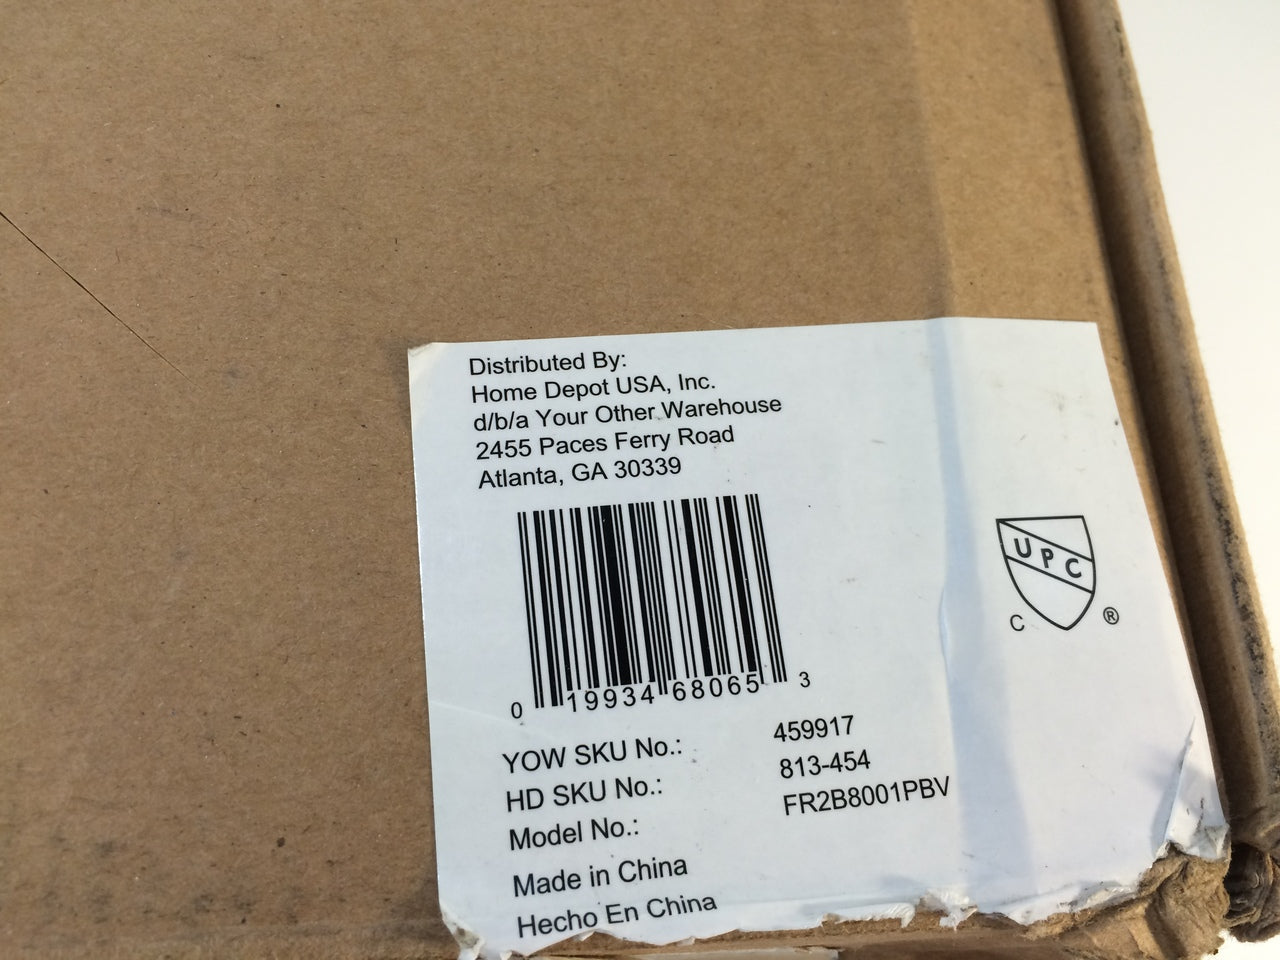 Distributed By:
Home Depot USA, Inc.
d/b/a Your Other Warehouse
2455 Paces Ferry Road
Atlanta, GA 30339
UPC
C ®
0 19934 68065 3
YOW SKU No.: 459917
HD SKU No.: 813-454
Model No.: FR2B8001PBV
Made in China
Hecho En China